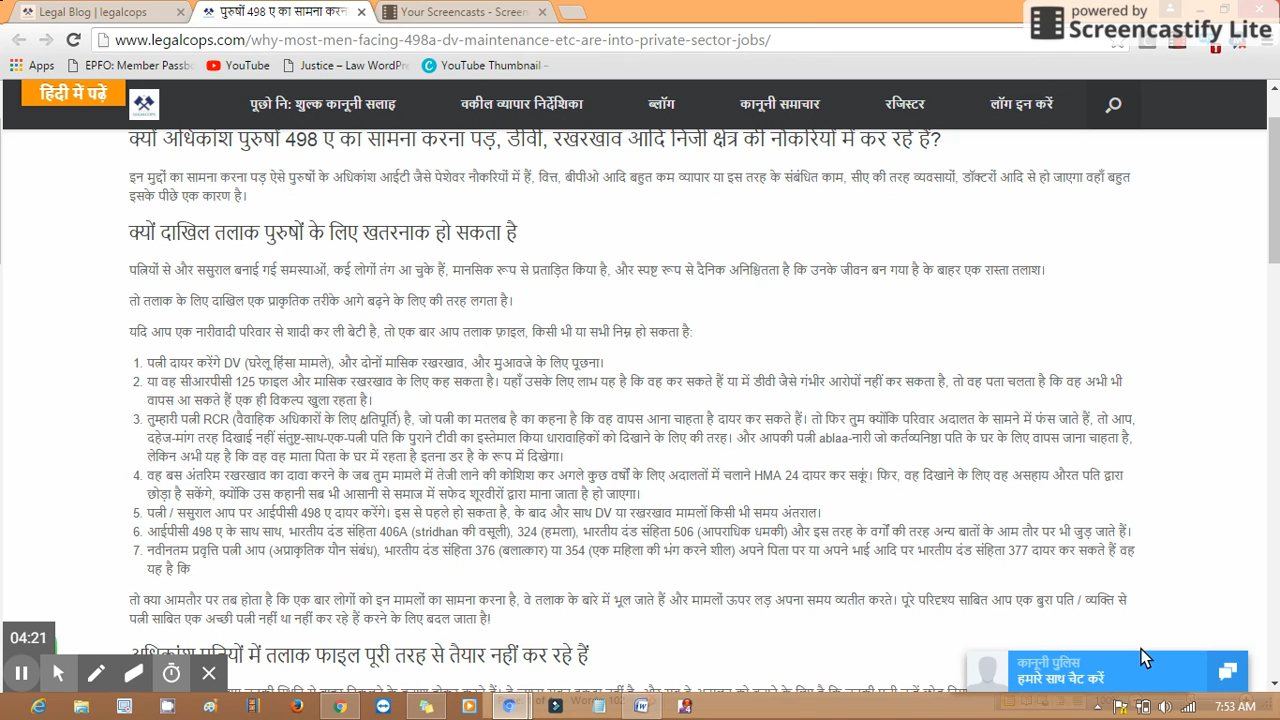 Legal Blog | legalcops
पुरुषों 498 ए का सामना करन
Your Screencasts - Screen
powered by
Screencastify Lite
www.legalcops.com/why-most-men-facing-498a-dv-maintenance-etc-are-into-private-sector-jobs/
Apps
EPFO: Member Passb
YouTube
Justice – Law WordPre
YouTube Thumbnail –
हिंदी में पढ़ें
पूछो नि: शुल्क कानूनी सलाह
वकील व्यापार निर्देशिका
ब्लॉग
कानूनी समाचार
रजिस्टर
लॉग इन करें
क्यों अधिकांश पुरुषों 498 ए का सामना करना पड़, डीवी, रखरखाव आदि निजी क्षेत्र की नौकरियों में कर रहे हैं?
इन मुद्दों का सामना करना पड़ ऐसे पुरुषों के अधिकांश आईटी जैसे पेशेवर नौकरियों में हैं, वित्त, बीपीओ आदि बहुत कम व्यापार या इस तरह के संबंधित काम, सीए की तरह व्यवसायों, डॉक्टरों आदि से हो जाएगा वहाँ बहुत
इसके पीछे एक कारण है।
क्यों दाखिल तलाक पुरुषों के लिए खतरनाक हो सकता है
पत्नियों से और ससुराल बनाई गई समस्याओं, कई लोगों तंग आ चुके हैं, मानसिक रूप से प्रताड़ित किया है, और स्पष्ट रूप से दैनिक अनिश्चितता है कि उनके जीवन बन गया है के बाहर एक रास्ता तलाश।
तो तलाक के लिए दाखिल एक प्राकृतिक तरीके आगे बढ़ने के लिए की तरह लगता है।
यदि आप एक नारीवादी परिवार से शादी कर ली बेटी है, तो एक बार आप तलाक फ़ाइल, किसी भी या सभी निम्न हो सकता है:
1. पत्नी दायर करेंगे DV (घरेलू हिंसा मामले), और दोनों मासिक रखरखाव, और मुआवजे के लिए पूछना।
2. या वह सीआरपीसी 125 फाइल और मासिक रखरखाव के लिए कह सकता है। यहाँ उसके लिए लाभ यह है कि वह कर सकते हैं या में डीवी जैसे गंभीर आरोपों नहीं कर सकता है, तो वह पता चलता है कि वह अभी भी
वापस आ सकते हैं एक ही विकल्प खुला रहता है।
3. तुम्हारी पत्नी RCR (वैवाहिक अधिकारों के लिए क्षतिपूर्ति) है, जो पत्नी का मतलब है का कहना है कि वह वापस आना चाहता है दायर कर सकते हैं। तो फिर तुम क्योंकि परिवार अदालत के सामने में फंस जाते हैं, तो आप,
दहेज-मांग तरह दिखाई नहीं संतुष्ट-साथ-एक-पत्नी पति कि पुराने टीवी का इस्तेमाल किया धारावाहिकों को दिखाने के लिए की तरह। और आपकी पत्नी ablaa-नारी जो कर्तव्यनिष्ठा पति के घर के लिए वापस जाना चाहता है,
लेकिन अभी यह है कि वह वह माता पिता के घर में रहता है इतना डर है के रूप में दिखेगा।
4. वह बस अंतरिम रखरखाव का दावा करने के जब तुम मामले में तेजी लाने की कोशिश कर अगले कुछ वर्षों के लिए अदालतों में चलाने HMA 24 दायर कर सकूं। फिर, वह दिखाने के लिए वह असहाय औरत पति द्वारा
छोड़ा है सकेंगे, क्योंकि उस कहानी सब भी आसानी से समाज में सफेद शूरवीरों द्वारा माना जाता है हो जाएगा।
5. पत्नी / ससुराल आप पर आईपीसी 498 ए दायर करेंगे। इस से पहले हो सकता है, के बाद और साथ DV या रखरखाव मामलों किसी भी समय अंतराल।
6. आईपीसी 498 ए के साथ साथ, भारतीय दंड संहिता 406A (stridhan की वसूली), 324 (हमला), भारतीय दंड संहिता 506 (आपराधिक धमकी) और इस तरह के वर्गों की तरह अन्य बातों के आम तौर पर भी जुड़ जाते हैं।
7. नवीनतम प्रवृत्ति पत्नी आप (अप्राकृतिक यौन संबंध), भारतीय दंड संहिता 376 (बलात्कार) या 354 (एक महिला की भंग करने शील) अपने पिता पर या अपने भाई आदि पर भारतीय दंड संहिता 377 दायर कर सकते हैं वह
यह है कि
तो क्या आमतौर पर तब होता है कि एक बार लोगों को इन मामलों का सामना करना है, वे तलाक के बारे में भूल जाते हैं और मामलों ऊपर लड़ अपना समय व्यतीत करते। पूरे परिदृश्य साबित आप एक बुरा पति / व्यक्ति से
पत्नी साबित एक अच्छी पत्नी नहीं था नहीं कर रहे हैं करने के लिए बदल जाता है!
अधिकांश पत्नियों में तलाक फाइल पूरी तरह से तैयार नहीं कर रहे हैं
04:21
कानूनी पुलिस
हमारे साथ चैट करें
7:53 AM